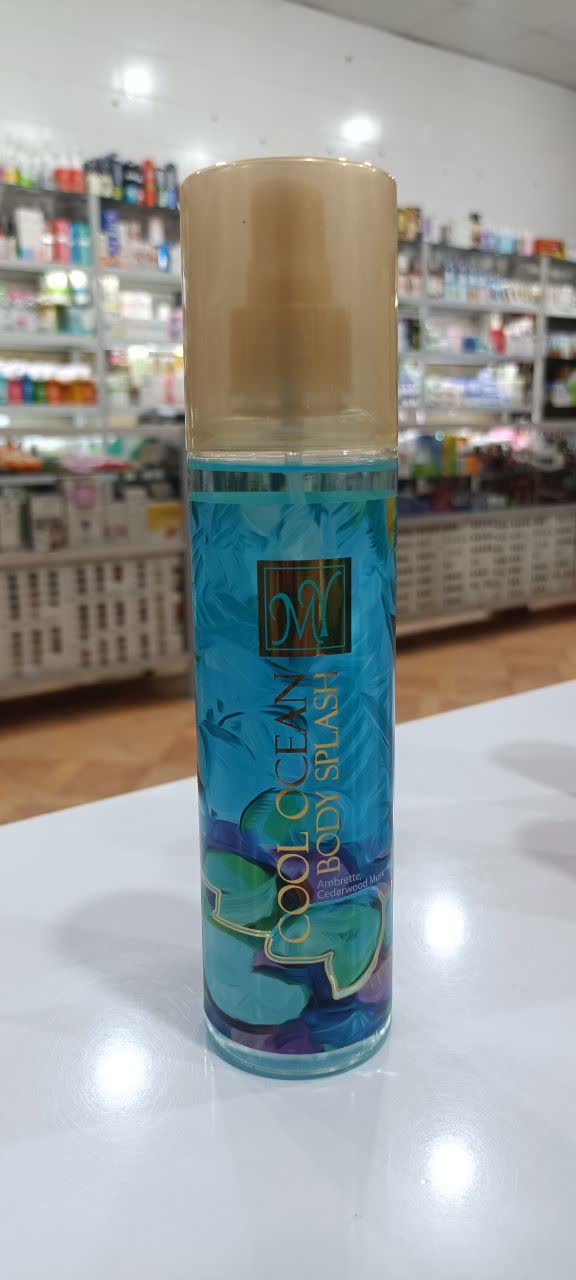 MY
COOL OCEAN
BODY SPLASH
Ambrette,
Cedarwood Musk